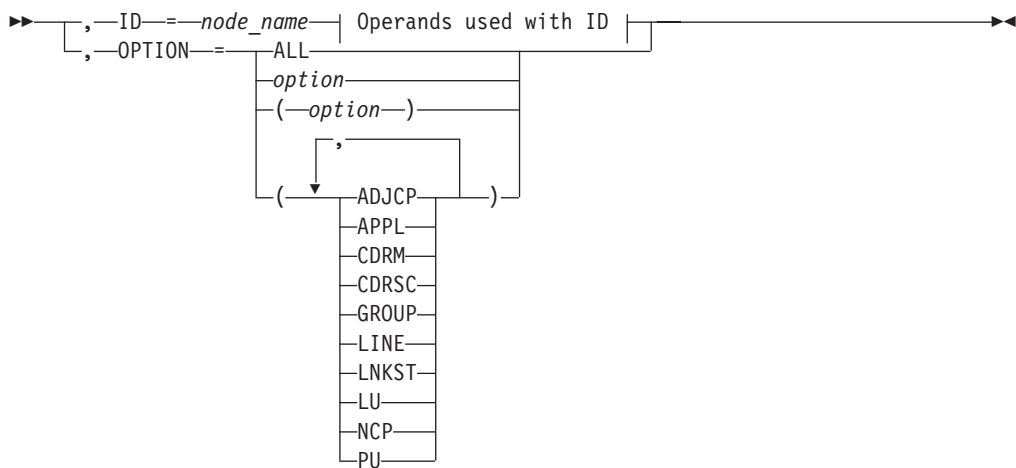 , ID = node_name Operands used with ID
, OPTION = ALL
option
( option )
,
( ADJCP )
APPL
CDRM
CDRSC
GROUP
LINE
LNKST
LU
NCP
PU